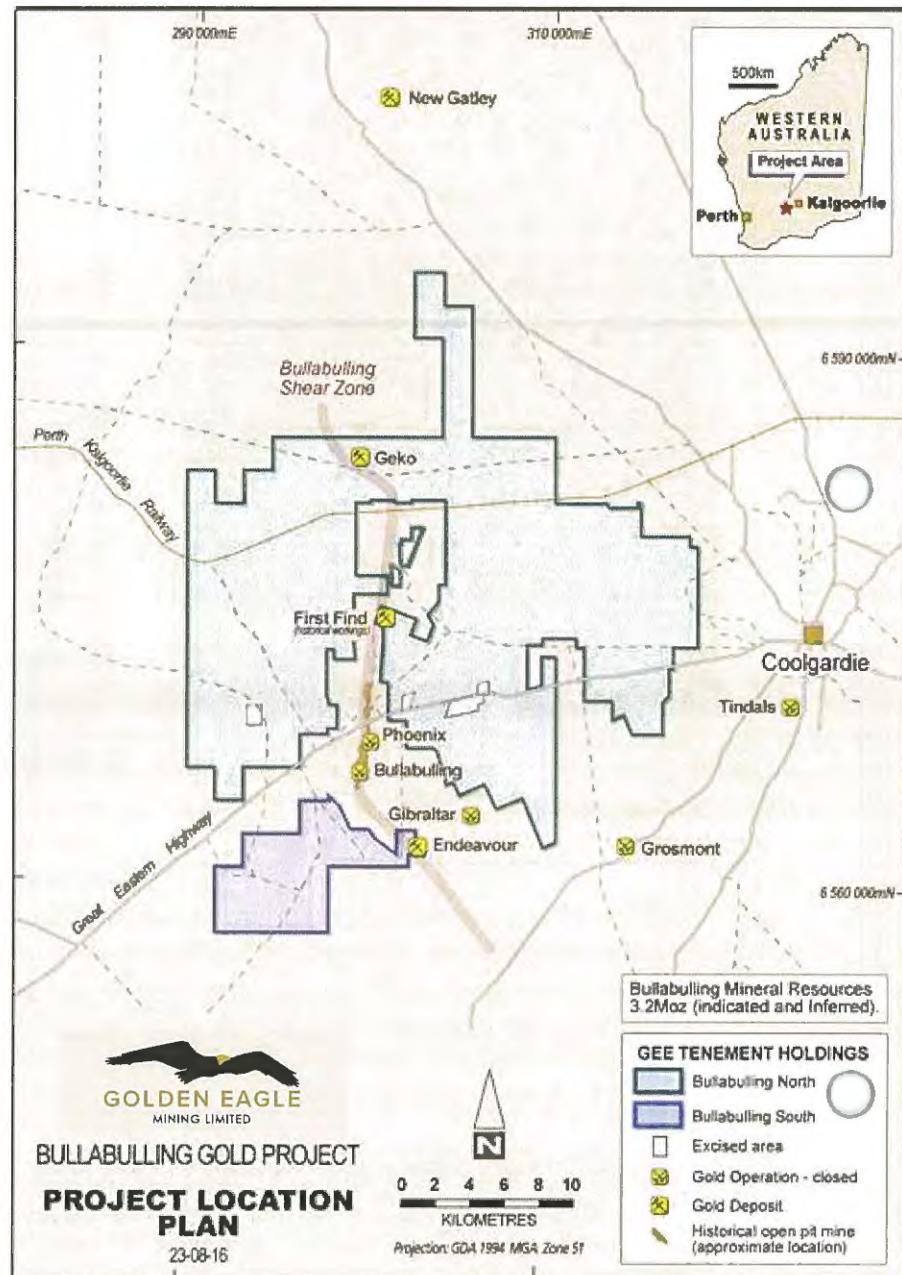 290 000mE
310 000mE
New Gatley
500km
WESTERN
AUSTRALIA
Project Area
Kalgoorlie
Perth
6 590 000mN
Bullabulling
Shear Zone
Perth Kalgoorlie Railway
Geko
First Find
(historical workings)
Coolgardie
Tindals
Phoenix
Bullabulling
Gibraltar
Endeavour
Grosmont
Great Eastern Highway
6 560 000mN
Bullabulling Mineral Resources
3.2Moz (indicated and Inferred).
GEE TENEMENT HOLDINGS
Bullabulling North
Bullabulling South
Excised area
Gold Operation - closed
Gold Deposit
Historical open pit mine
(approximate location)
GOLDEN EAGLE
MINING LIMITED
BULLABULLING GOLD PROJECT
PROJECT LOCATION
PLAN
23-08-16
N
0 2 4 6 8 10
KILOMETRES
Projection: GDA 1994 MGA Zone 51